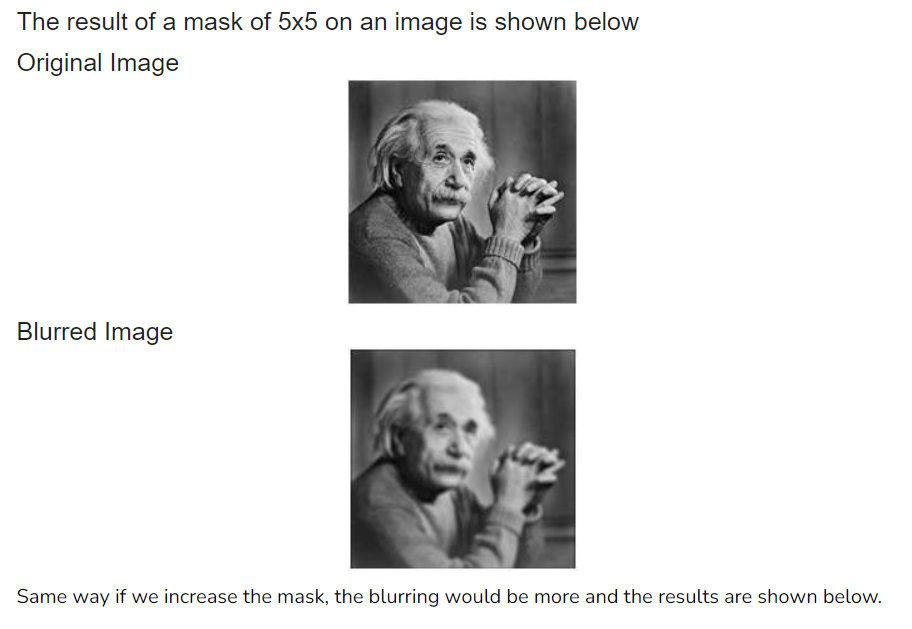 The result of a mask of 5x5 on an image is shown below
Original Image
Blurred Image
Same way if we increase the mask, the blurring would be more and the results are shown below.